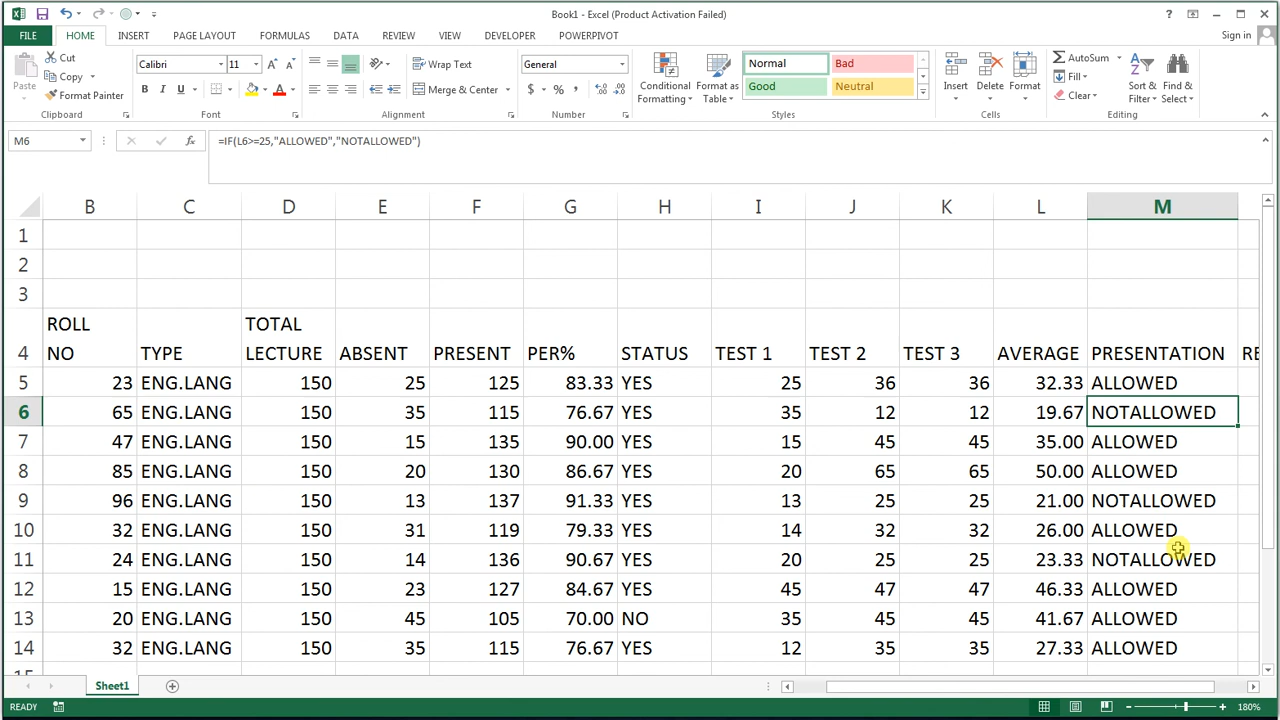 Book1 - Excel (Product Activation Failed)
?
FILE HOME INSERT PAGE LAYOUT FORMULAS DATA REVIEW VIEW DEVELOPER POWERPIVOT Sign in
Paste
Cut
Copy
Format Painter
Clipboard
Calibri 11 A A
B I U A
Font
Wrap Text
Merge & Center
Alignment
General
$ % ,
Number
Conditional Formatting
Format as Table
Normal Bad
Good Neutral
Styles
Insert Delete Format
Cells
AutoSum
Fill
Clear
Sort & Filter
Find & Select
Editing
M6 fx =IF(L6>=25,"ALLOWED","NOTALLOWED")
B C D E F G H I J K L M
1
2
3
ROLL TOTAL
4 NO TYPE LECTURE ABSENT PRESENT PER% STATUS TEST 1 TEST 2 TEST 3 AVERAGE PRESENTATION RE
5 23 ENG.LANG 150 25 125 83.33 YES 25 36 36 32.33 ALLOWED
6 65 ENG.LANG 150 35 115 76.67 YES 35 12 12 19.67 NOTALLOWED
7 47 ENG.LANG 150 15 135 90.00 YES 15 45 45 35.00 ALLOWED
8 85 ENG.LANG 150 20 130 86.67 YES 20 65 65 50.00 ALLOWED
9 96 ENG.LANG 150 13 137 91.33 YES 13 25 25 21.00 NOTALLOWED
10 32 ENG.LANG 150 31 119 79.33 YES 14 32 32 26.00 ALLOWED
11 24 ENG.LANG 150 14 136 90.67 YES 20 25 25 23.33 NOTALLOWED
12 15 ENG.LANG 150 23 127 84.67 YES 45 47 47 46.33 ALLOWED
13 20 ENG.LANG 150 45 105 70.00 NO 35 45 45 41.67 ALLOWED
14 32 ENG.LANG 150 35 115 76.67 YES 12 35 35 27.33 ALLOWED
15
Sheet1
READY 180%